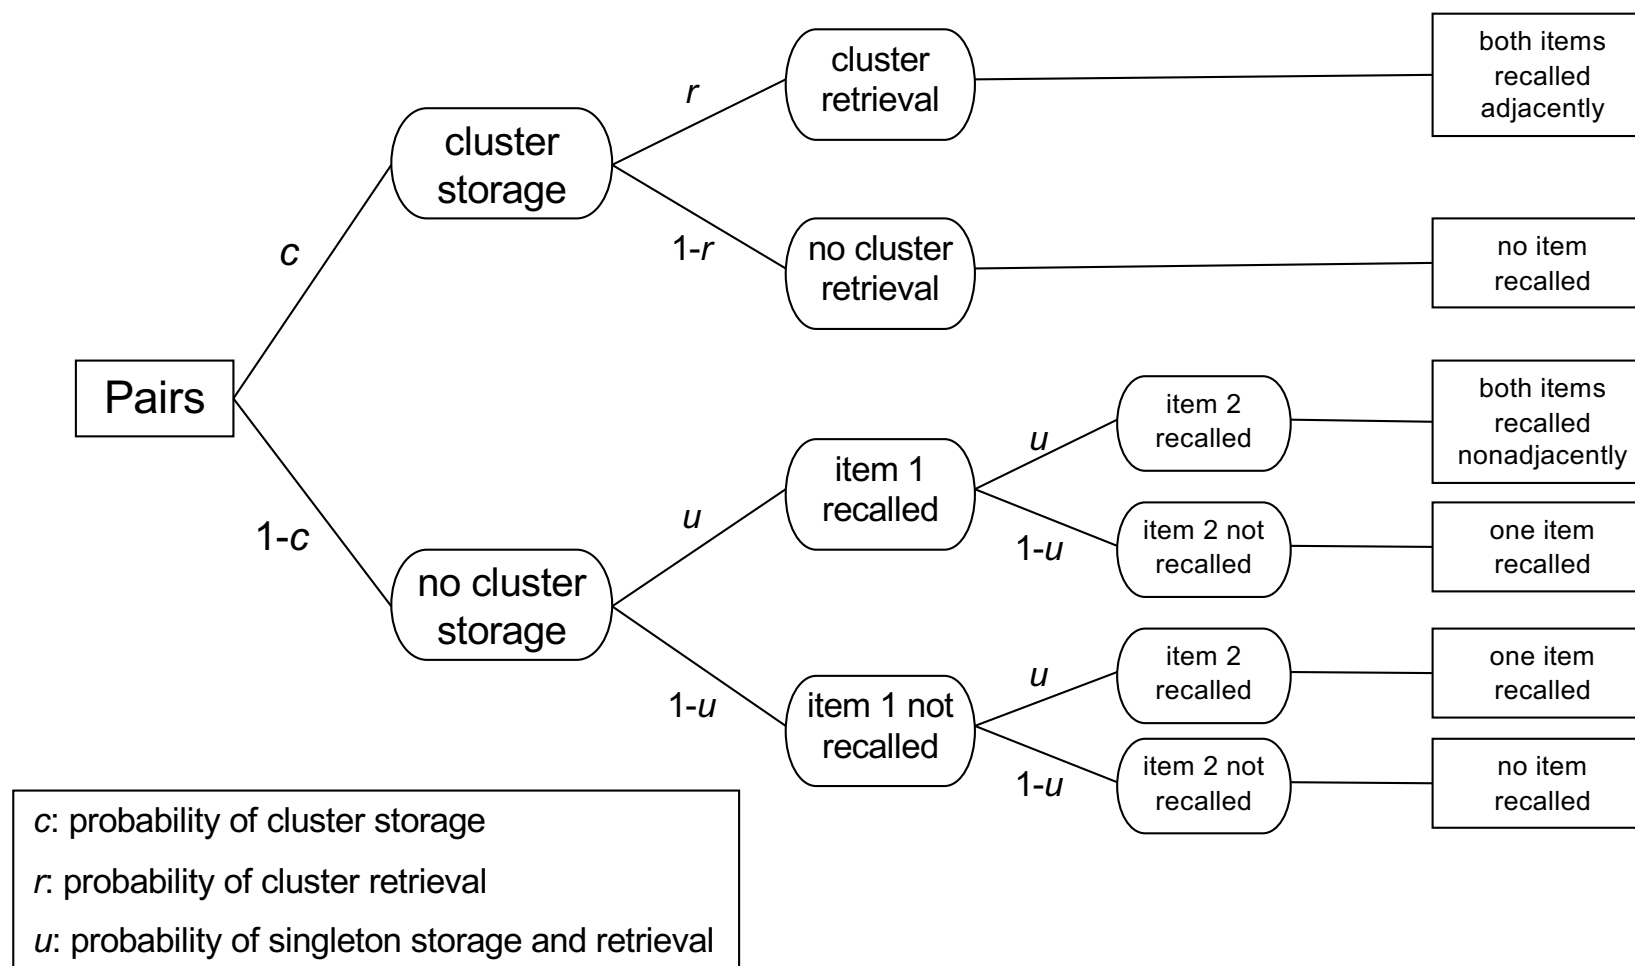 Pairs
c
1-c
cluster
storage
no cluster
storage
r
1-r
u
1-u
cluster
retrieval
no cluster
retrieval
item 1
recalled
item 1 not
recalled
u
1-u
u
1-u
item 2
recalled
item 2 not
recalled
item 2
recalled
item 2 not
recalled
both items
recalled
adjacently
no item
recalled
both items
recalled
nonadjacently
one item
recalled
one item
recalled
no item
recalled
c: probability of cluster storage
r: probability of cluster retrieval
u: probability of singleton storage and retrieval